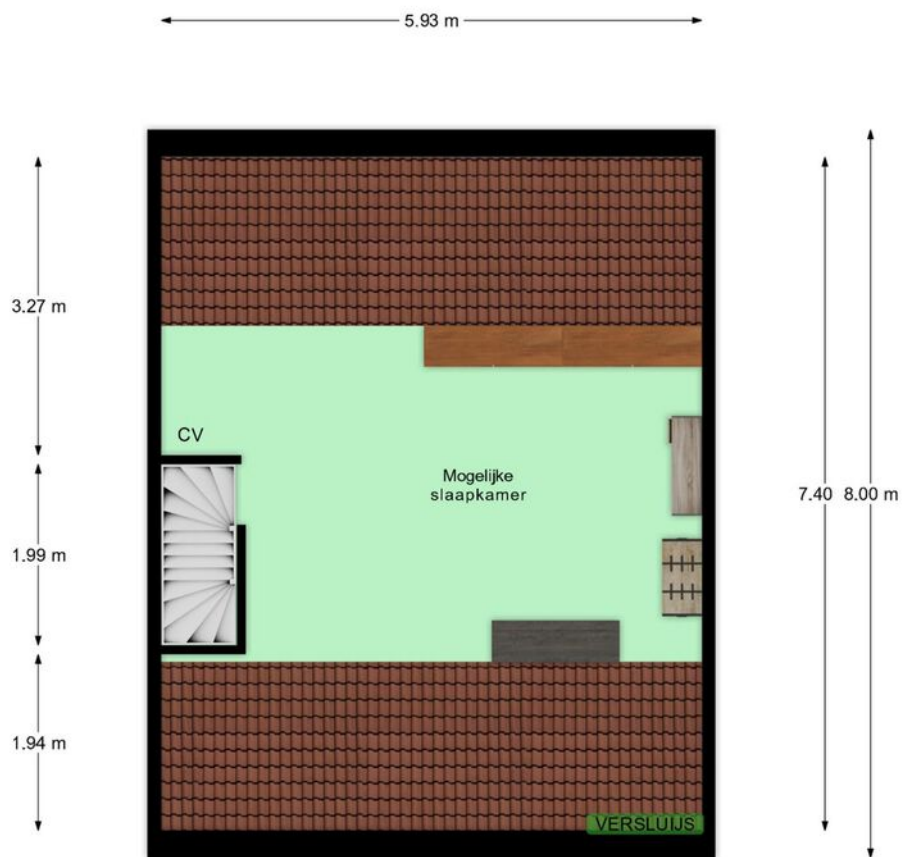 5.93 m
3.27 m
CV
Mogelijke
slaapkamer
7.40
8.00 m
1.99 m
1.94 m
VERSLUIJS